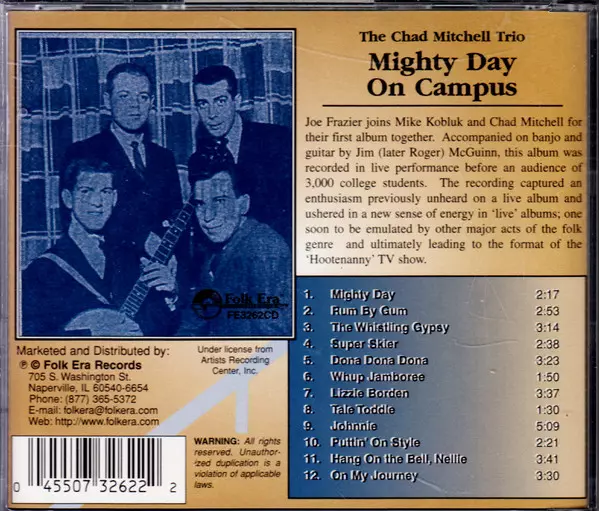 The Chad Mitchell Trio
Mighty Day
On Campus
Joe Frazier joins Mike Kobluk and Chad Mitchell for
their first album together. Accompanied on banjo and
guitar by Jim (later Roger) McGuinn, this album was
recorded in live performance before an audience of
3,000 college students. The recording captured an
enthusiasm previously unheard on a live album and
ushered in a new sense of energy in 'live' albums; one
soon to be emulated by other major acts of the folk
genre and ultimately leading to the format of the
'Hootenanny' TV show.
Folk Era
FE3262CD
1. Mighty Day 2:17
2. Rum By Gum 2:53
3. The Whistling Gypsy 3:14
4. Super Skier 2:38
5. Dona Dona Dona 3:23
6. Whup Jamboree 1:50
7. Lizzie Borden 3:37
8. Tale Toddle 1:30
9. Johnnie 5:09
10. Puttin' On Style 2:21
11. Hang On the Bell, Nellie 3:41
12. On My Journey 3:30
Marketed and Distributed by:
℗ © Folk Era Records
705 S. Washington St.
Naperville, IL 60540-6654
Phone: (877) 365-5372
E-mail: folkera@folkera.com
Web: http://www.folkera.com
Under license from
Artists Recording
Center, Inc.
WARNING: All rights
reserved. Unauthor-
ized duplication is a
violation of applicable
laws.
0 45507 32622 2